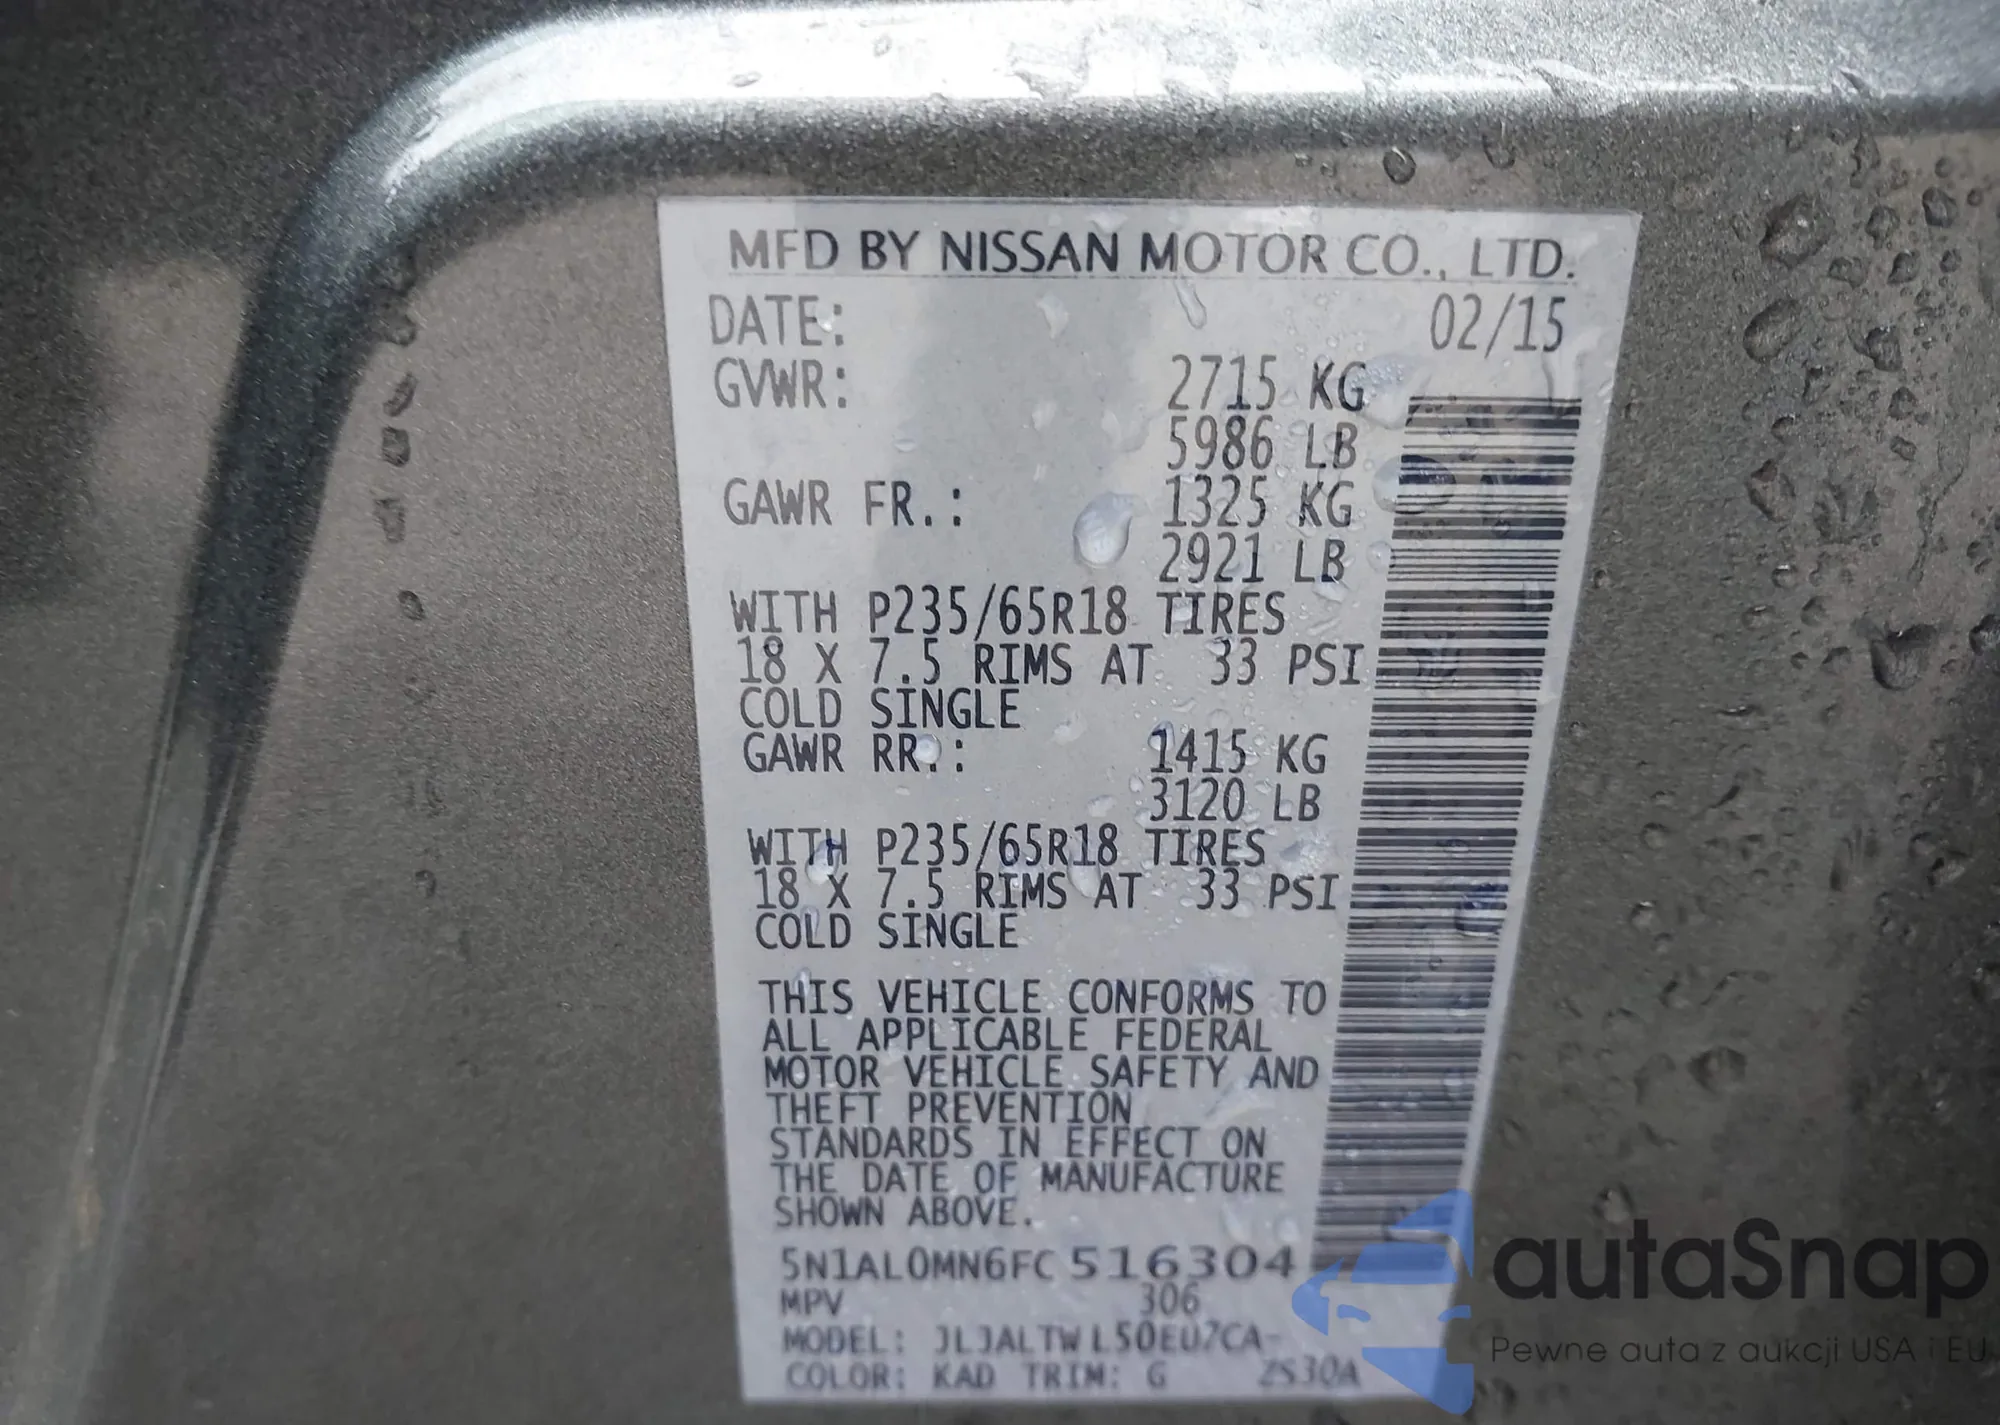 MFD BY NISSAN MOTOR CO., LTD.
DATE: 02/15
GVWR: 2715 KG
5986 LB
GAWR FR.: 1325 KG
2921 LB
WITH P235/65R18 TIRES
18 X 7.5 RIMS AT 33 PSI
COLD SINGLE
GAWR RR.: 1415 KG
3120 LB
WITH P235/65R18 TIRES
18 X 7.5 RIMS AT 33 PSI
COLD SINGLE
THIS VEHICLE CONFORMS TO
ALL APPLICABLE FEDERAL
MOTOR VEHICLE SAFETY AND
THEFT PREVENTION
STANDARDS IN EFFECT ON
THE DATE OF MANUFACTURE
SHOWN ABOVE.
5N1AL0MN6FC516304
MPV 306
MODEL: JLJALTWL50EU7CA-
COLOR: KAD TRIM: G ZS30A
autaSnap
Pewne auta z aukcji USA i EU